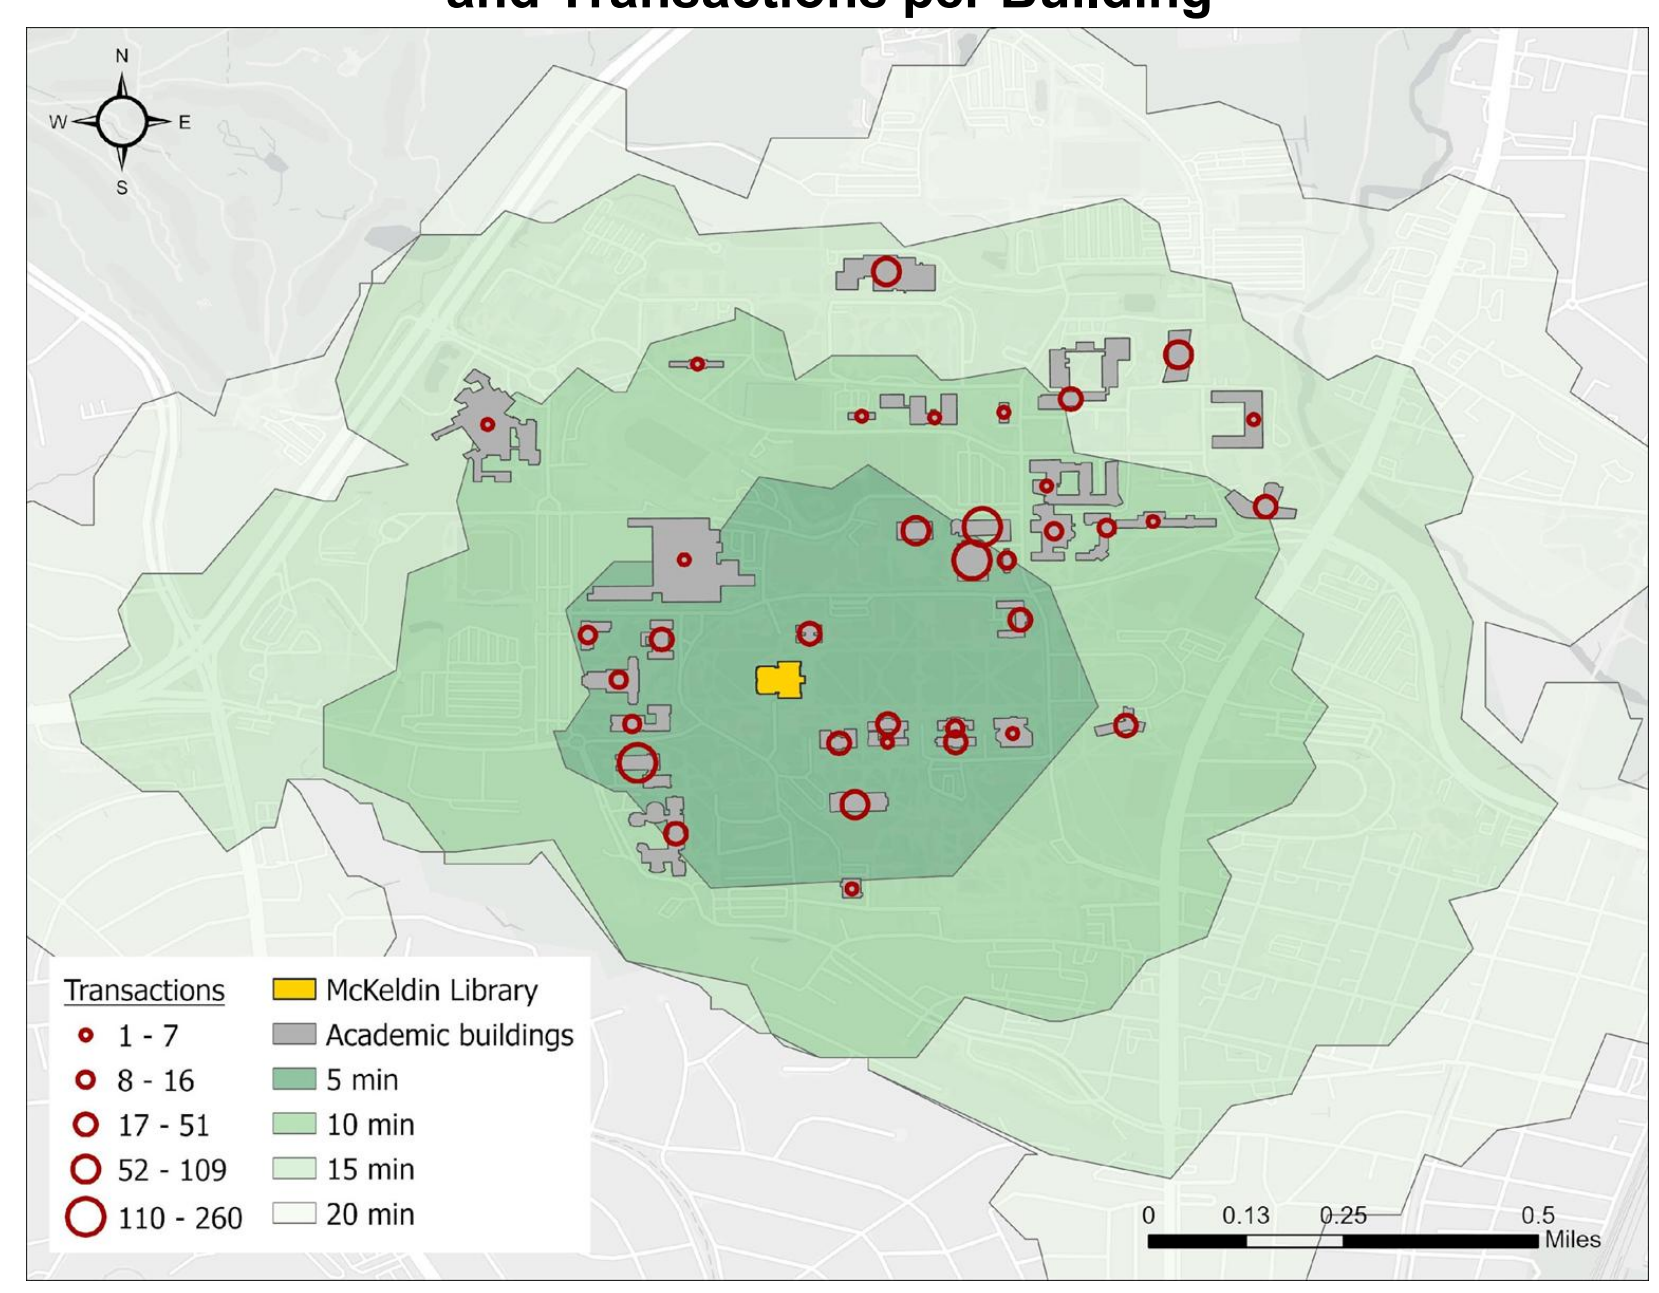 and Transactions per Building
N
W E
S
Transactions
1 - 7
8 - 16
17 - 51
52 - 109
110 - 260
McKeldin Library
Academic buildings
5 min
10 min
15 min
20 min
0 0.13 0.25 0.5
Miles